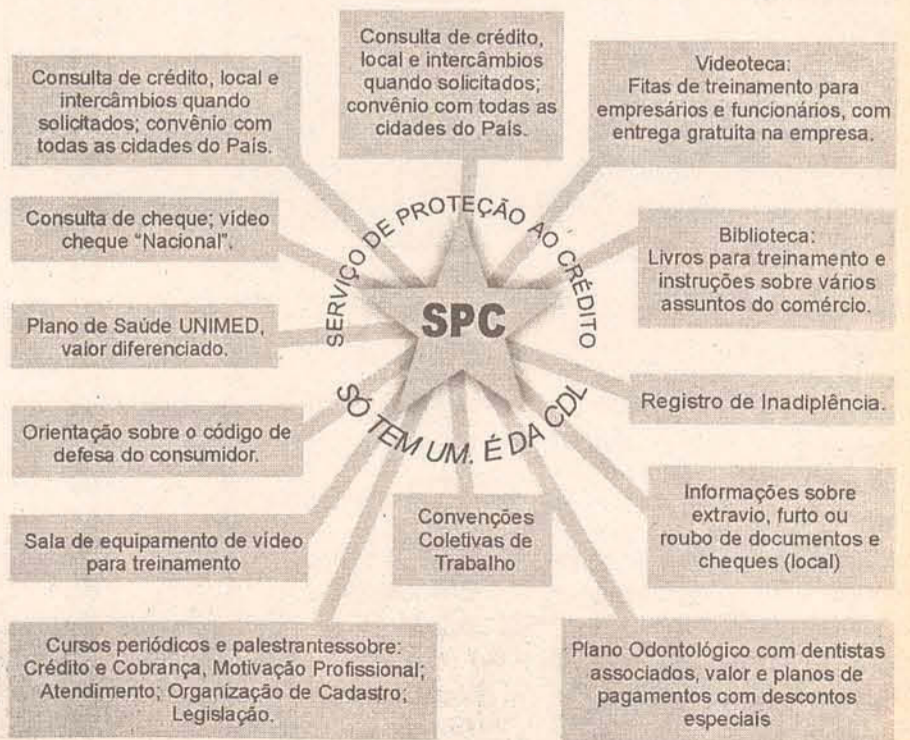 Consulta de crédito, local e
intercâmbios quando
solicitados; convênio com
todas as cidades do País.
Consulta de crédito,
local e intercâmbios
quando solicitados;
convênio com todas as
cidades do País.
Videoteca:
Fitas de treinamento para
empresários e funcionários, com
entrega gratuita na empresa.
Consulta de cheque; vídeo
cheque "Nacional".
Biblioteca:
Livros para treinamento e
instruções sobre vários
assuntos do comércio.
SERVIÇO DE PROTEÇÃO AO CRÉDITO
SPC
SÓ TEM UM. É DA CDL
Plano de Saúde UNIMED,
valor diferenciado.
Registro de Inadiplência.
Orientação sobre o código de
defesa do consumidor.
Informações sobre
extravio, furto ou
roubo de documentos e
cheques (local)
Sala de equipamento de vídeo
para treinamento
Convenções
Coletivas de
Trabalho
Cursos periódicos e palestrantessobre:
Crédito e Cobrança, Motivação Profissional;
Atendimento; Organização de Cadastro;
Legislação.
Plano Odontológico com dentistas
associados, valor e planos de
pagamentos com descontos
especiais